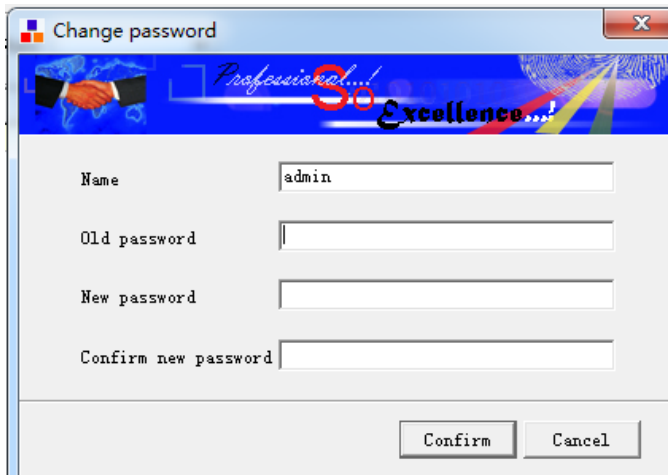 Change password
Professional...!
So
Excellence...!
Name
admin
Old password
New password
Confirm new password
Confirm
Cancel